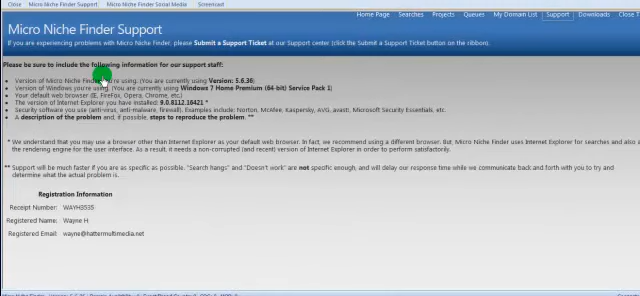 Close Micro Niche Finder Support Micro Niche Finder Social Media Screencast
Home Page Searches Projects Queues My Domain List Support Downloads
Micro Niche Finder Support
If you are experiencing problems with Micro Niche Finder, please Submit a Support Ticket at our Support center (click the Submit a Support Ticket button on the ribbon).
Please be sure to include the following information for our support staff:
• Version of Micro Niche Finder you're using. (You are currently using Version: 5.6.36)
• Version of Windows you're using. (You are currently using Windows 7 Home Premium (64-bit) Service Pack 1)
• Your default web browser (IE, FireFox, Opera, Chrome, etc.)
• The version of Internet Explorer you have installed: 9.0.8112.16421 *
• Security software you use (anti-virus, anti-malware, firewall). Examples include: Norton, McAfee, Kaspersky, AVG, avast!, Microsoft Security Essentials, etc.
• A description of the problem and, if possible, steps to reproduce the problem. **
* We understand that you may use a browser other than Internet Explorer as your default web browser. In fact, we recommend using a different browser. But, Micro Niche Finder uses Internet Explorer for searches and also
the rendering engine for the user interface. As a result, it needs a non-corrupted (and recent) version of Internet Explorer in order to perform satisfactorily.
** Support will be much faster if you are as specific as possible. "Search hangs" and "Doesn't work" are not specific enough, and will delay our response time while we communicate back and forth with you to try and
determine what the actual problem is.
Registration Information
Receipt Number: WAYH3535
Registered Name: Wayne H
Registered Email: wayne@hattermultimedia.net